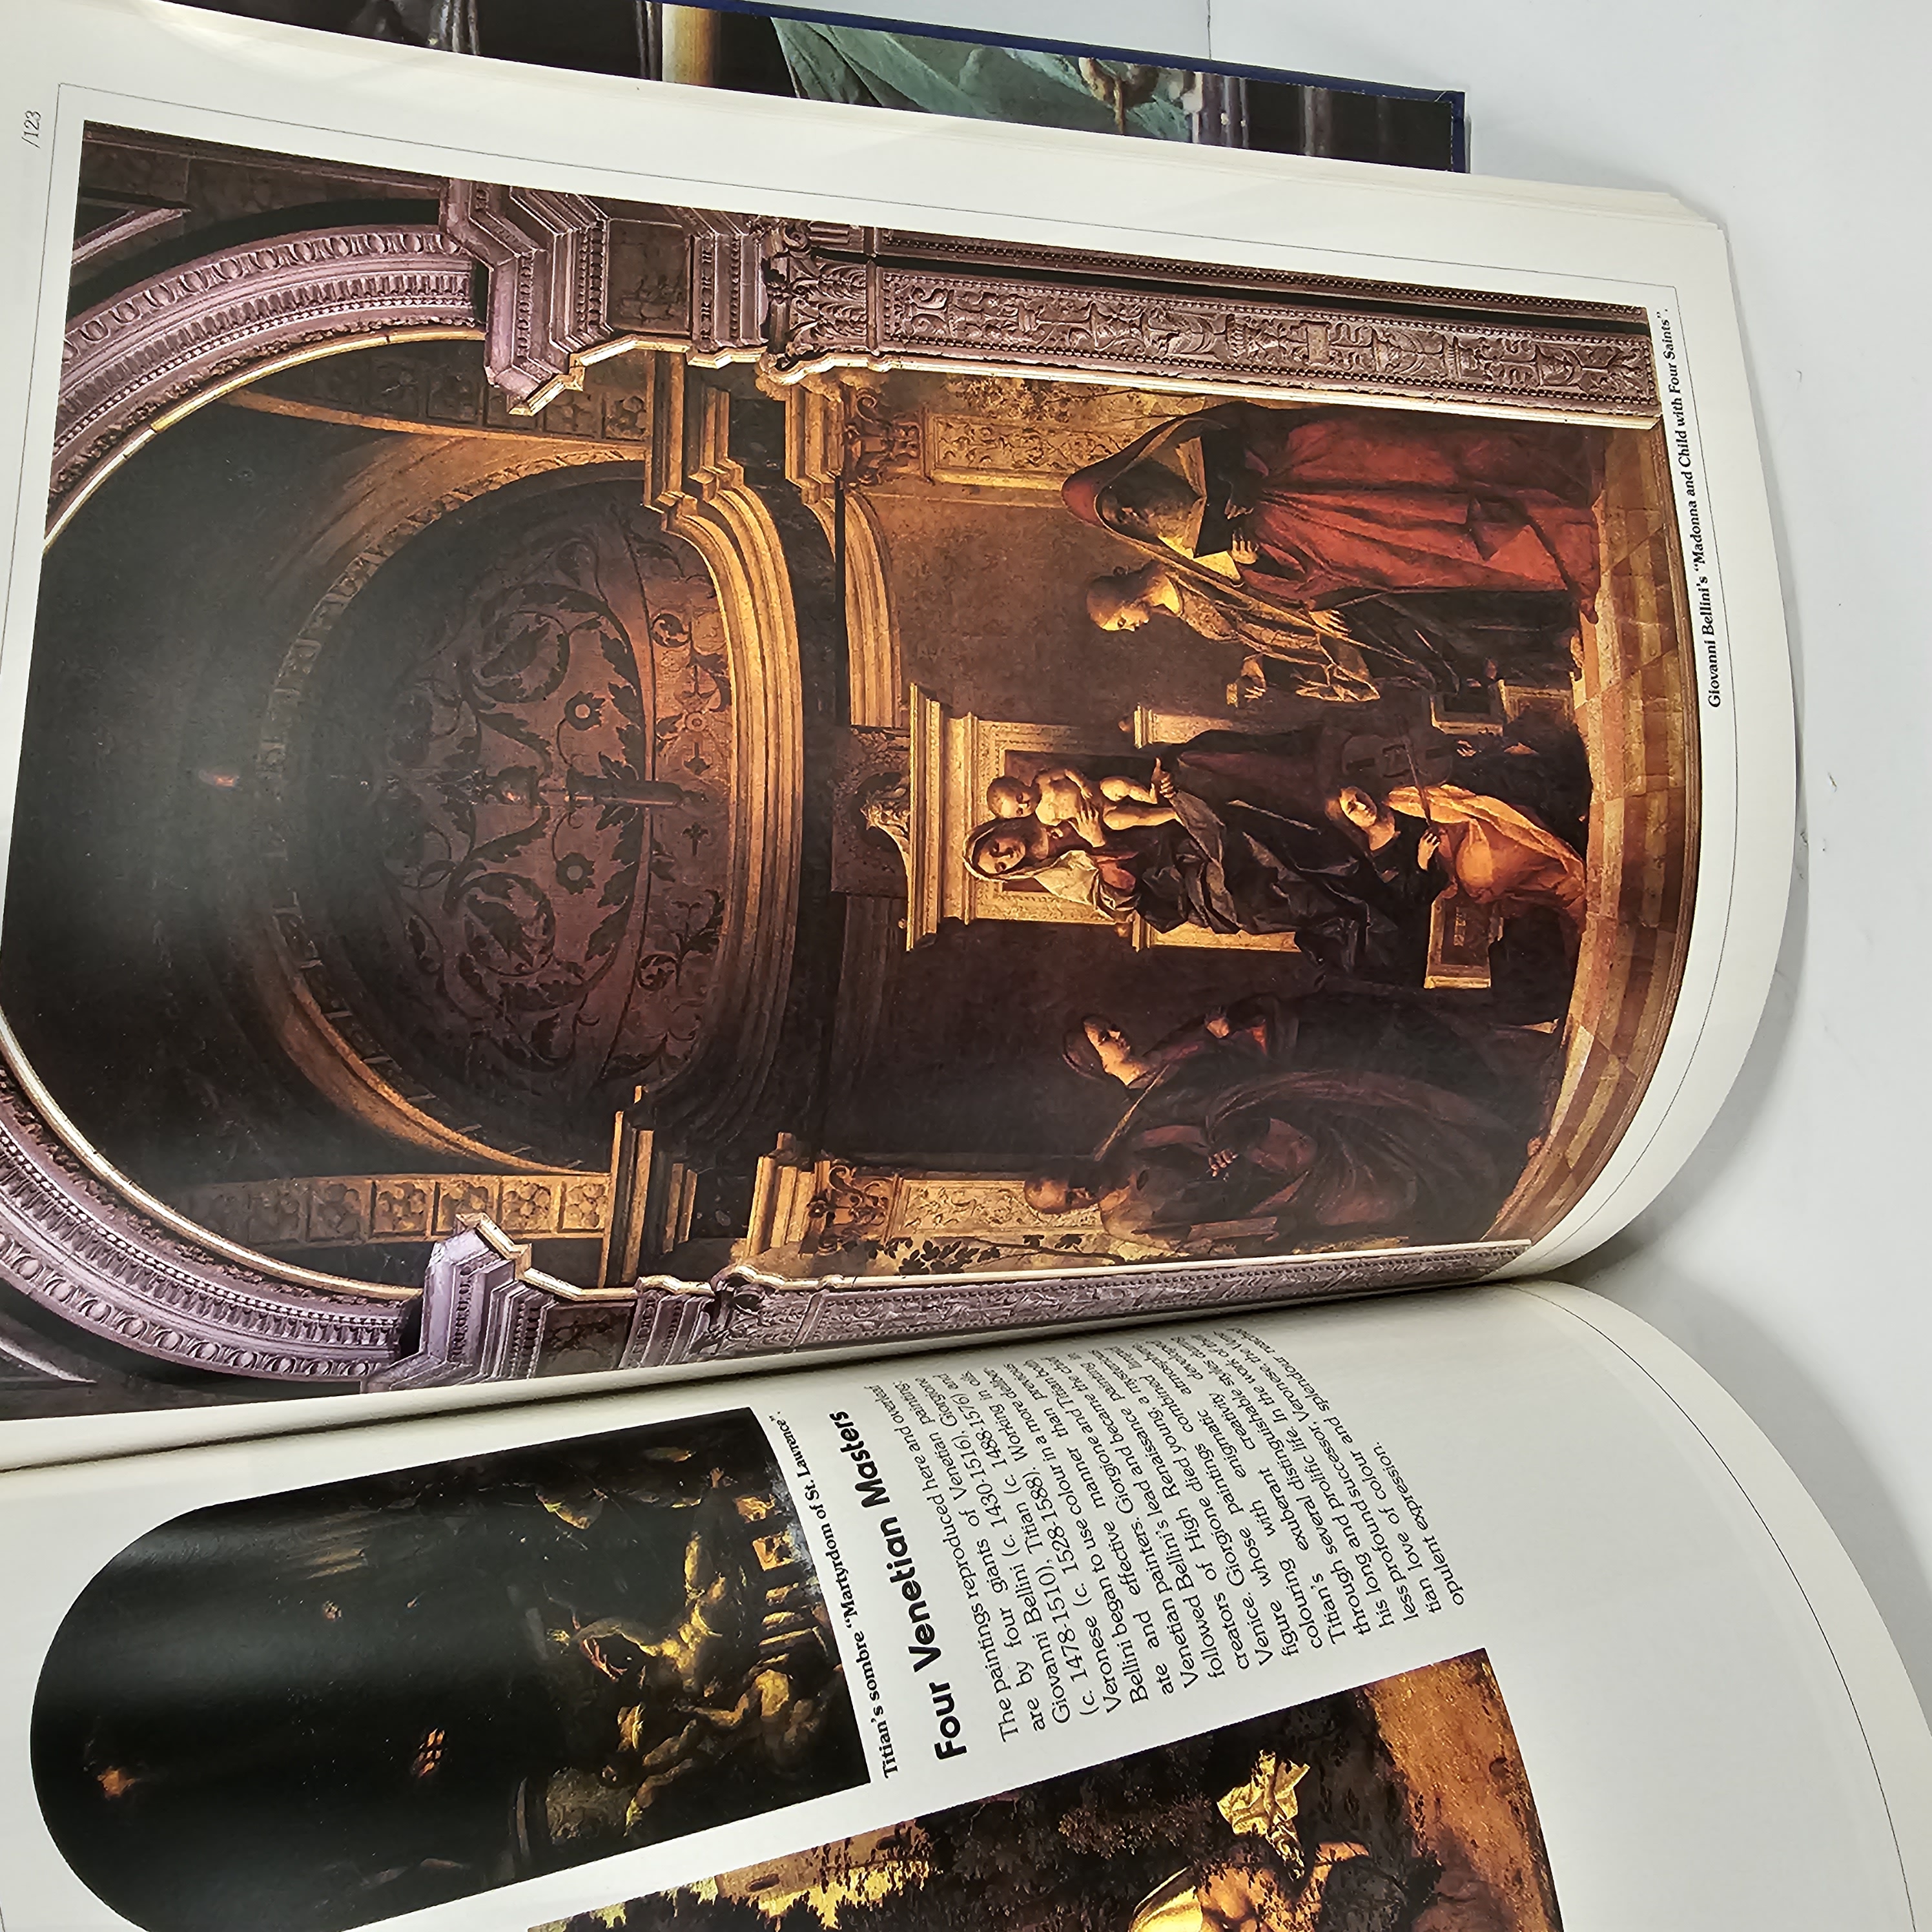 Titian's sombre "Martyrdom of St. Lawrence".
Four Venetian Masters
The paintings reproduced here and overleaf
are by four giants of Venetian painting:
Giovanni Bellini (c. 1430-1516), Giorgione
(c. 1478-1510), Titian (c. 1488-1576) and
Veronese (c. 1528-1588). Working in oils,
Bellini began to use colour in a more deliber-
ate and effective manner than previous
Venetian painters. Giorgione and Titian both
followed Bellini's lead and became the chief
creators of High Renaissance painting in
Venice. Giorgione died young, a mysterious
figure whose paintings combined limpid
colouring with enigmatic atmosphere.
Titian's exuberant creativity developed
through several distinguishable styles during
his long and prolific life. In the work of their
less profound successor, Veronese, the Vene-
tian love of colour and splendour reached
opulent expression.
/123
Giovanni Bellini's "Madonna and Child with Four Saints".